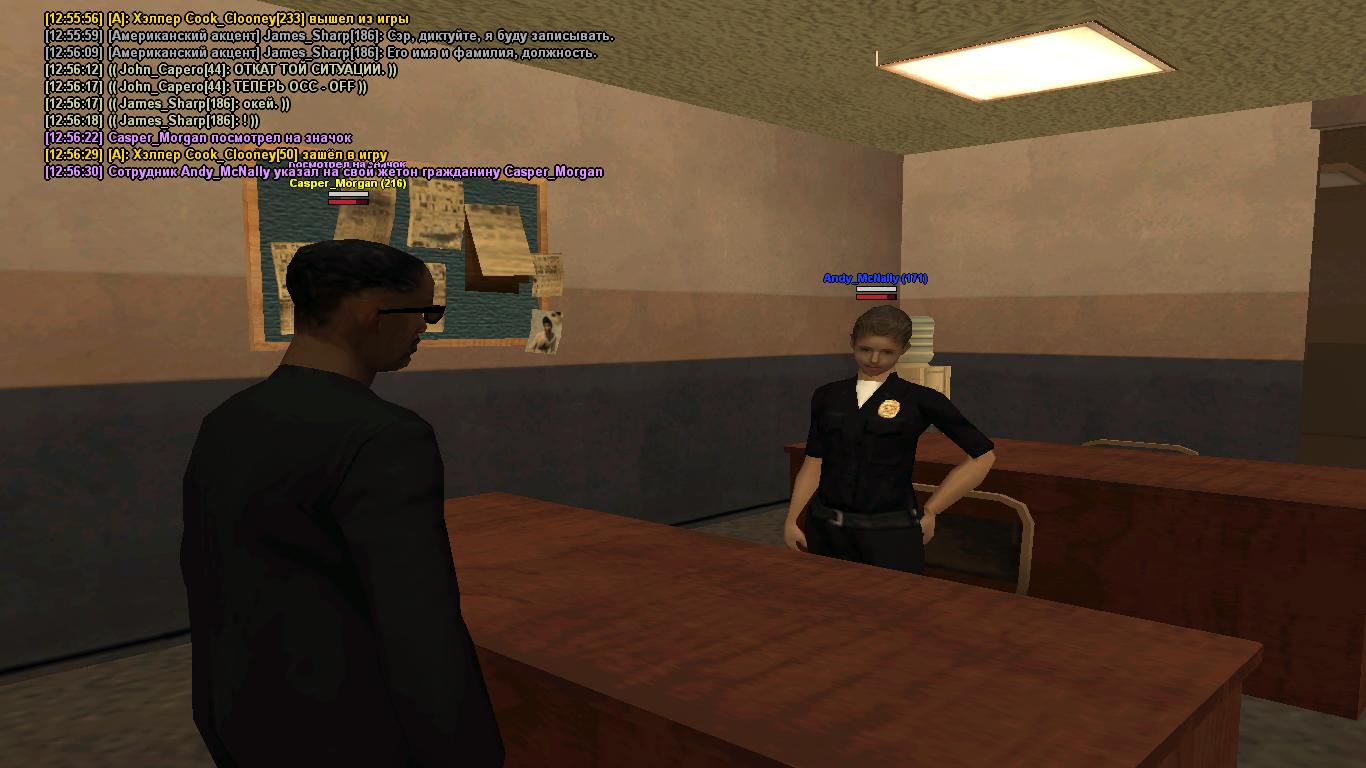 [12:55:56] [A]: Хэлпер Cook_Clooney[233] вышел из игры
[12:55:59] [Американский акцент] James_Sharp[186]: Сэр, диктуйте, я буду записывать.
[12:56:09] [Американский акцент] James_Sharp[186]: Его имя и фамилия, должность.
[12:56:12] (( John_Capero[44]: ОТКАТ ТОЙ СИТУАЦИИ. ))
[12:56:17] (( John_Capero[44]: ТЕПЕРЬ ОСС - OFF ))
[12:56:17] (( James_Sharp[186]: окей. ))
[12:56:18] (( James_Sharp[186]: ! ))
[12:56:22] Casper_Morgan посмотрел на значок
[12:56:29] [A]: Хэлпер Cook_Clooney[50] зашёл в игру
посмотрел на значок
[12:56:30] Сотрудник Andy_McNally указал на свой жетон гражданину Casper_Morgan
Casper_Morgan (216)
Andy_McNally (171)